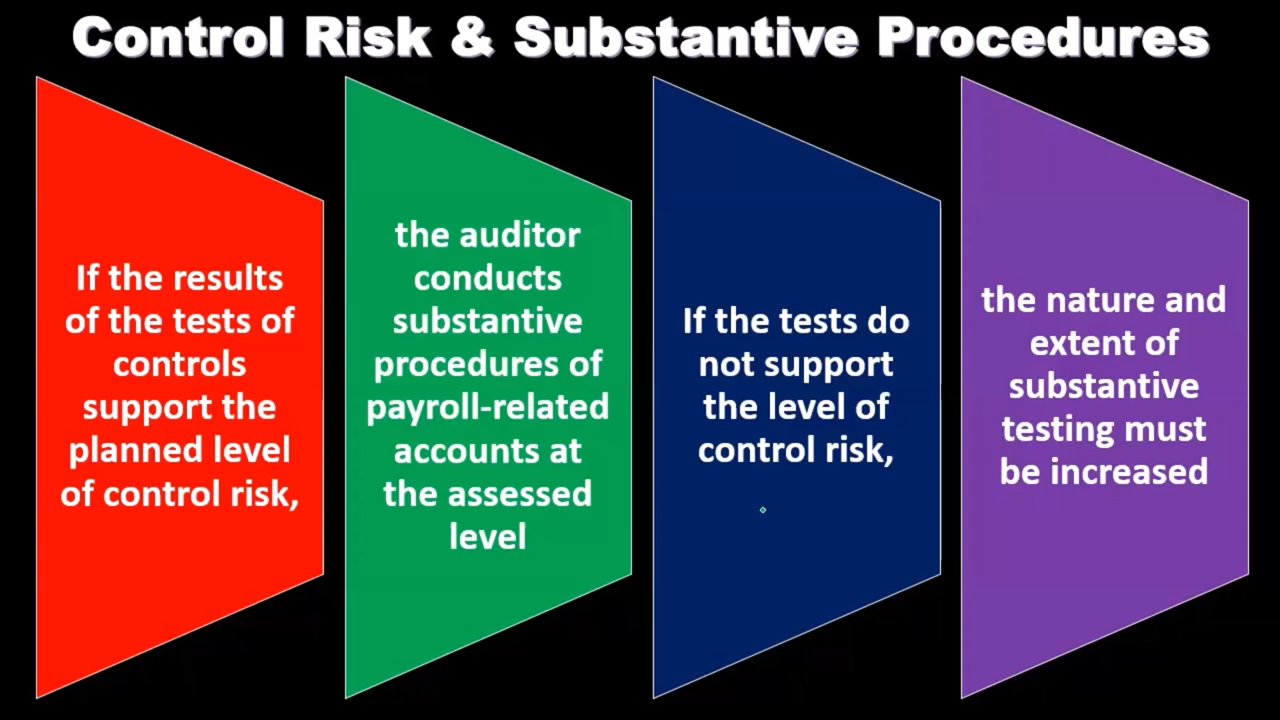 Control Risk & Substantive Procedures
If the results
of the tests of
controls
support the
planned level
of control risk,
the auditor
conducts
substantive
procedures of
payroll-related
accounts at
the assessed
level
If the tests do
not support
the level of
control risk,
the nature and
extent of
substantive
testing must
be increased